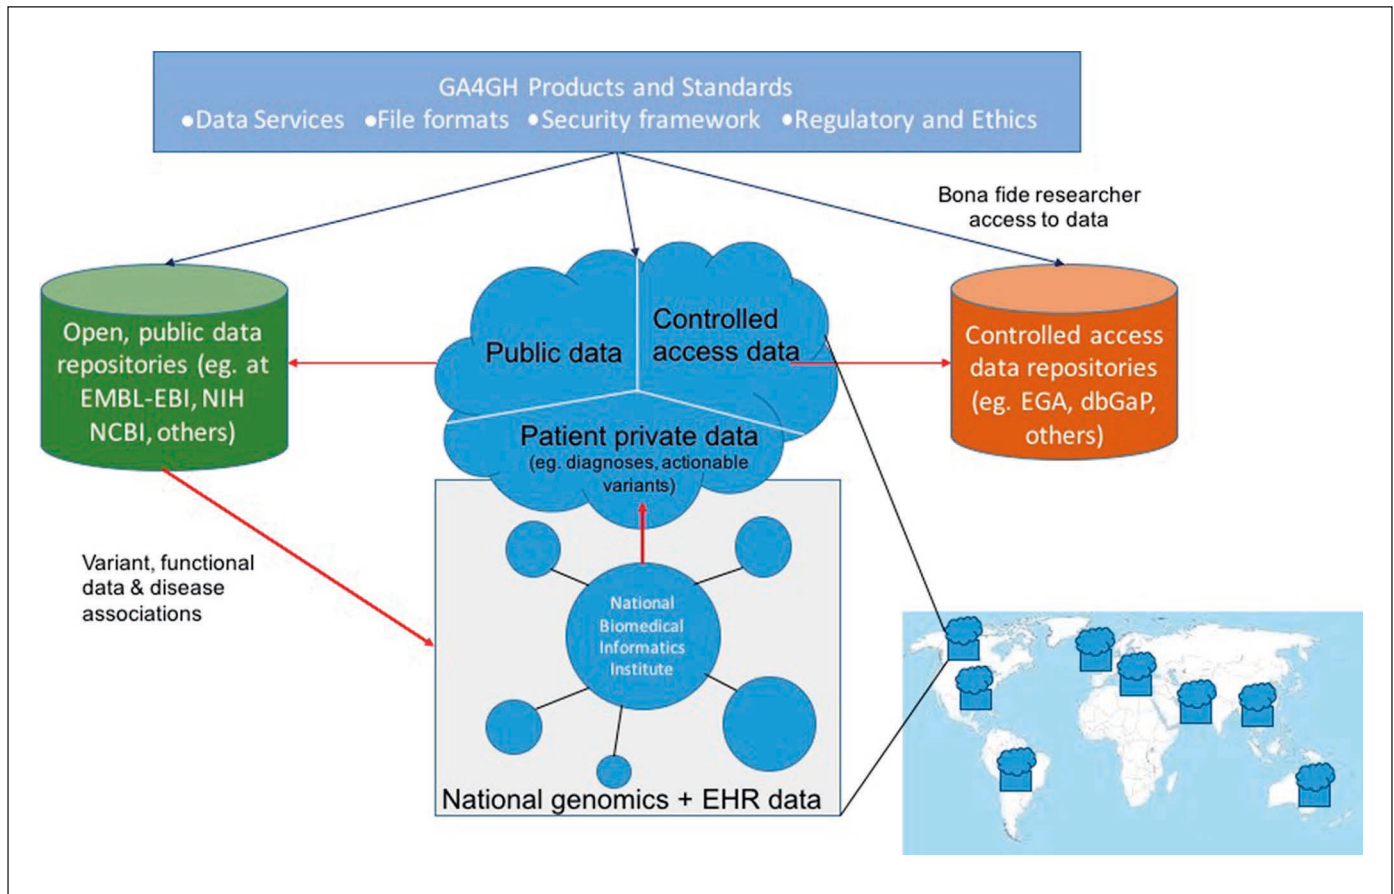 GA4GH Products and Standards
●Data Services ●File formats ●Security framework ●Regulatory and Ethics
Bona fide researcher
access to data
Open, public data
repositories (eg. at
EMBL-EBI, NIH
NCBI, others)
Public data
Controlled
access data
Patient private data
(eg. diagnoses, actionable
variants)
Controlled access
data repositories
(eg. EGA, dbGaP,
others)
Variant, functional
data & disease
associations
National
Biomedical
Informatics
Institute
National genomics + EHR data